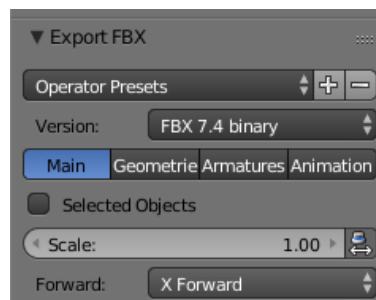 Export FBX
Operator Presets
Version: FBX 7.4 binary
Main Geometrie Armatures Animation
Selected Objects
Scale: 1.00
Forward: X Forward